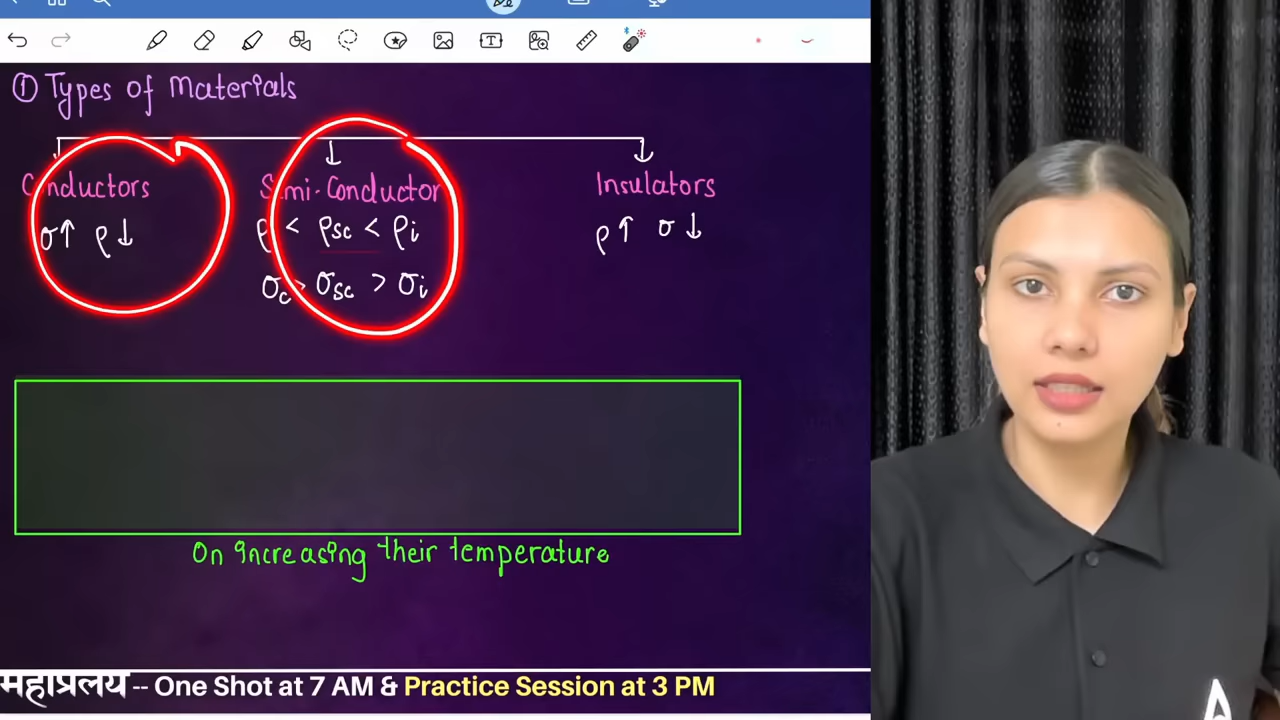 ① Types of Materials
Conductors
σ↑ ρ↓
Semi-Conductor
ρ < ρsc < ρi
σc > σsc > σi
Insulators
ρ↑ σ↓
On increasing their temperature
महाप्रलय -- One Shot at 7 AM & Practice Session at 3 PM